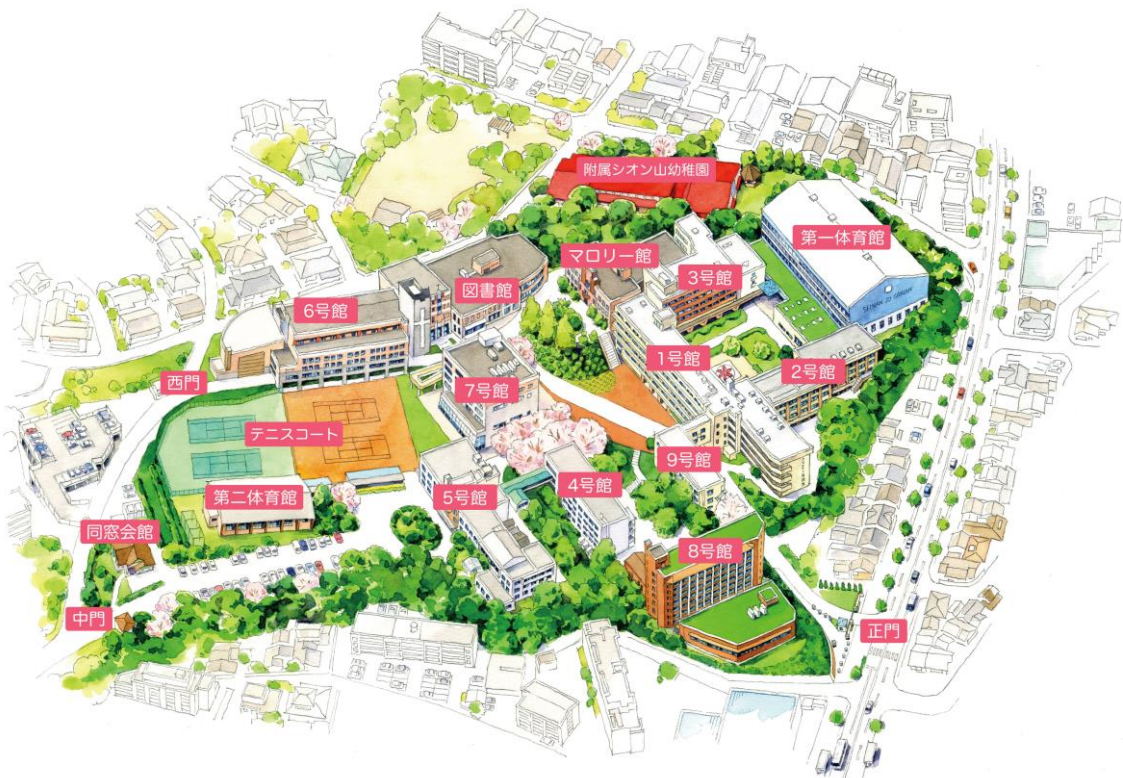 附属シオン山幼稚園
第一体育館
マロリー館
3号館
図書館
6号館
1号館
2号館
西門
7号館
テニスコート
9号館
4号館
5号館
第二体育館
同窓会館
8号館
中門
正門